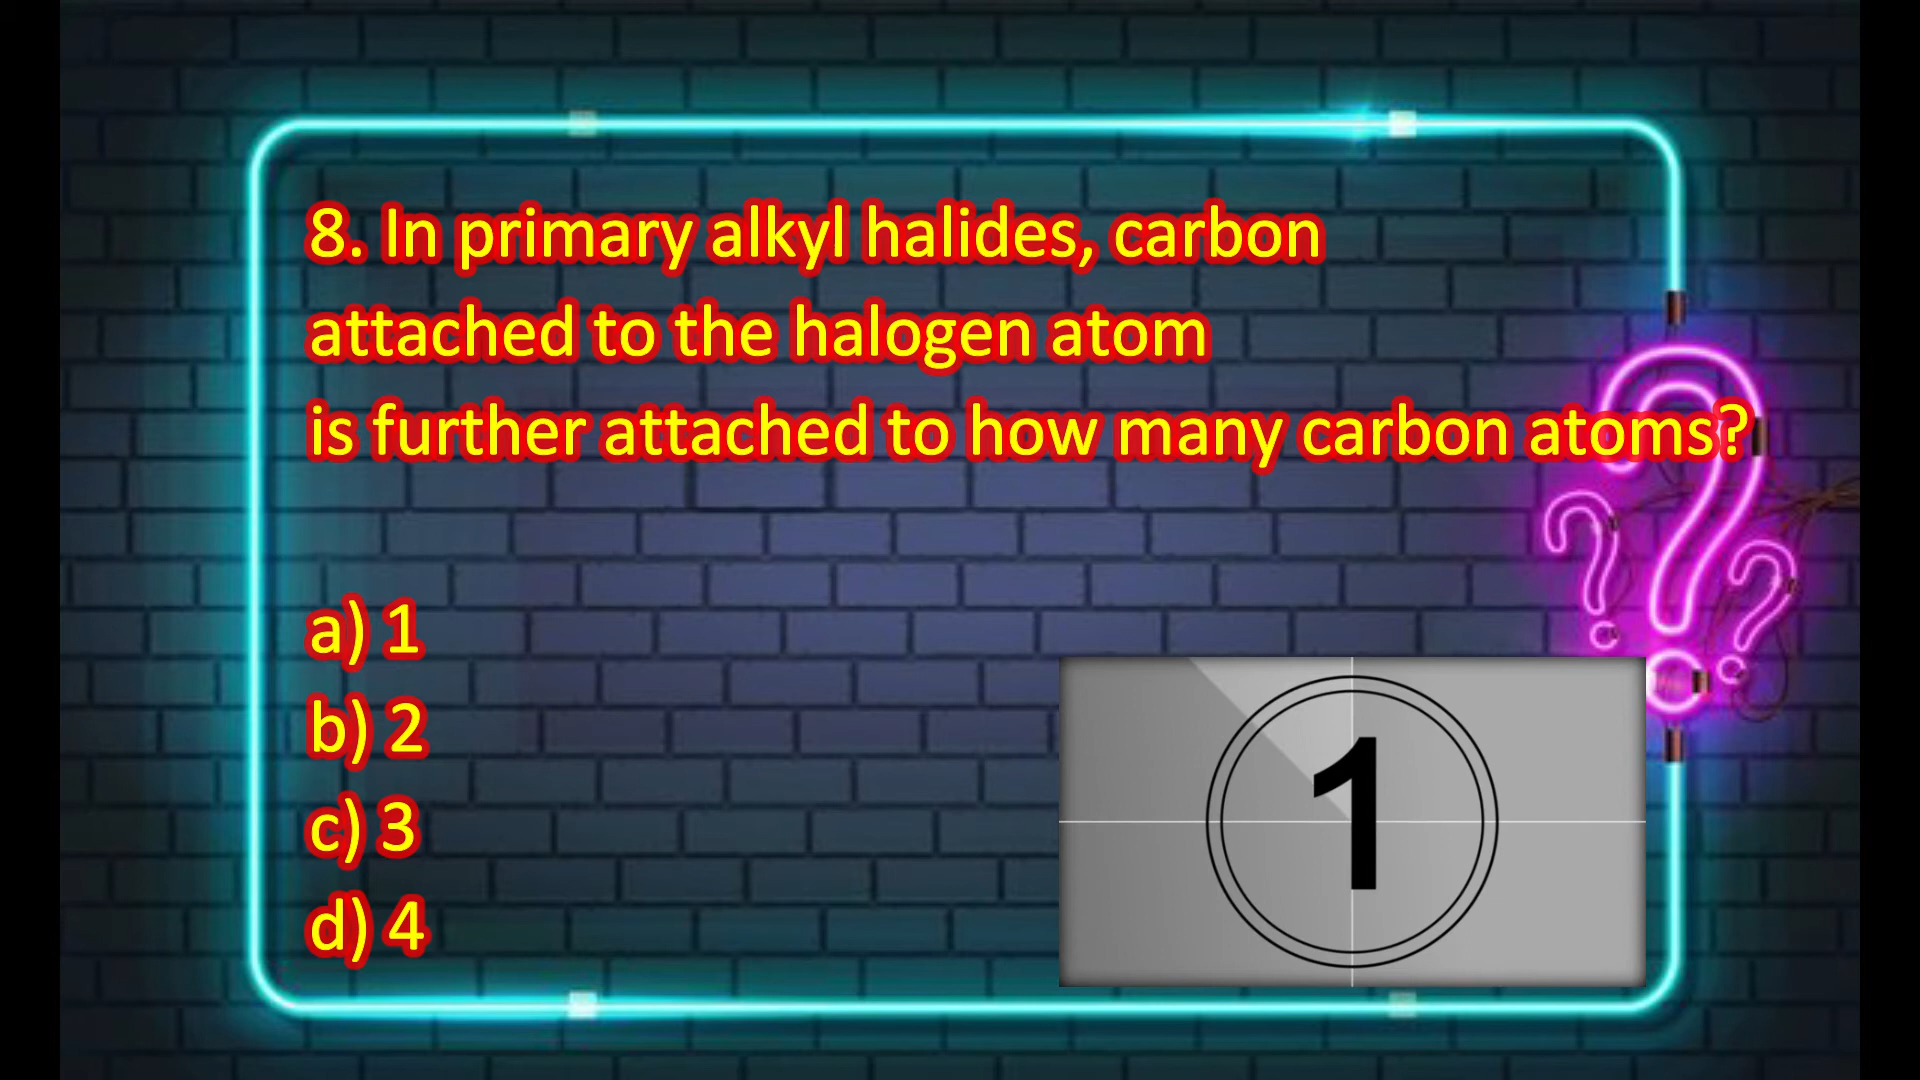 8. In primary alkyl halides, carbon
attached to the halogen atom
is further attached to how many carbon atoms?
a) 1
b) 2
c) 3
d) 4
1